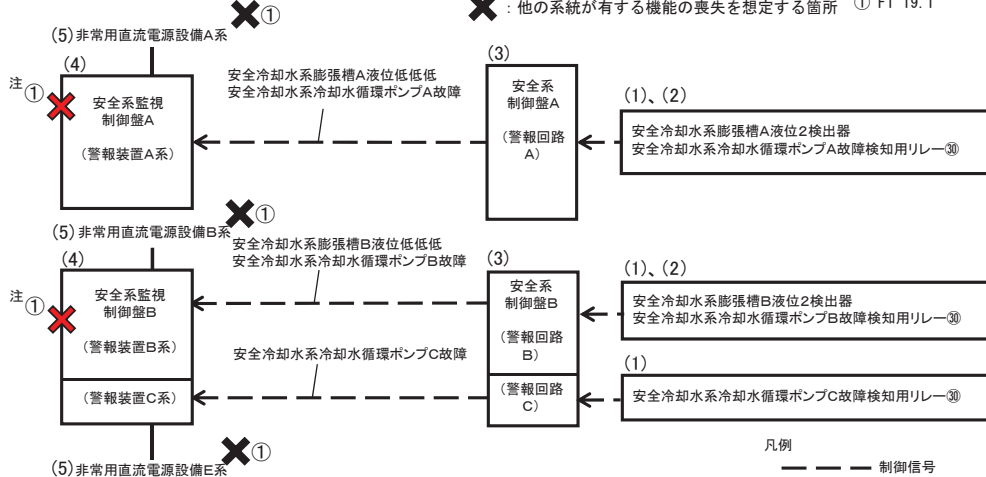 ✖①
✖：他の系統が有する機能の喪失を想定する箇所 ① FT 19.1
(5)非常用直流電源設備A系
(4)
注①
安全系監視
制御盤A
(警報装置A系)
安全冷却水系膨張槽A液位低低低
安全冷却水系冷却水循環ポンプA故障
(3)
安全系
制御盤A
(警報回路
A)
(1)、(2)
安全冷却水系膨張槽A液位2検出器
安全冷却水系冷却水循環ポンプA故障検知用リレー㉚
✖①
(5)非常用直流電源設備B系
(4)
注①
安全系監視
制御盤B
(警報装置B系)
(警報装置C系)
安全冷却水系膨張槽B液位低低低
安全冷却水系冷却水循環ポンプB故障
安全冷却水系冷却水循環ポンプC故障
(3)
安全系
制御盤B
(警報回路
B)
(警報回路
C)
(1)、(2)
安全冷却水系膨張槽B液位2検出器
安全冷却水系冷却水循環ポンプB故障検知用リレー㉚
(1)
安全冷却水系冷却水循環ポンプC故障検知用リレー㉚
✖①
(5)非常用直流電源設備E系
凡例
制御信号